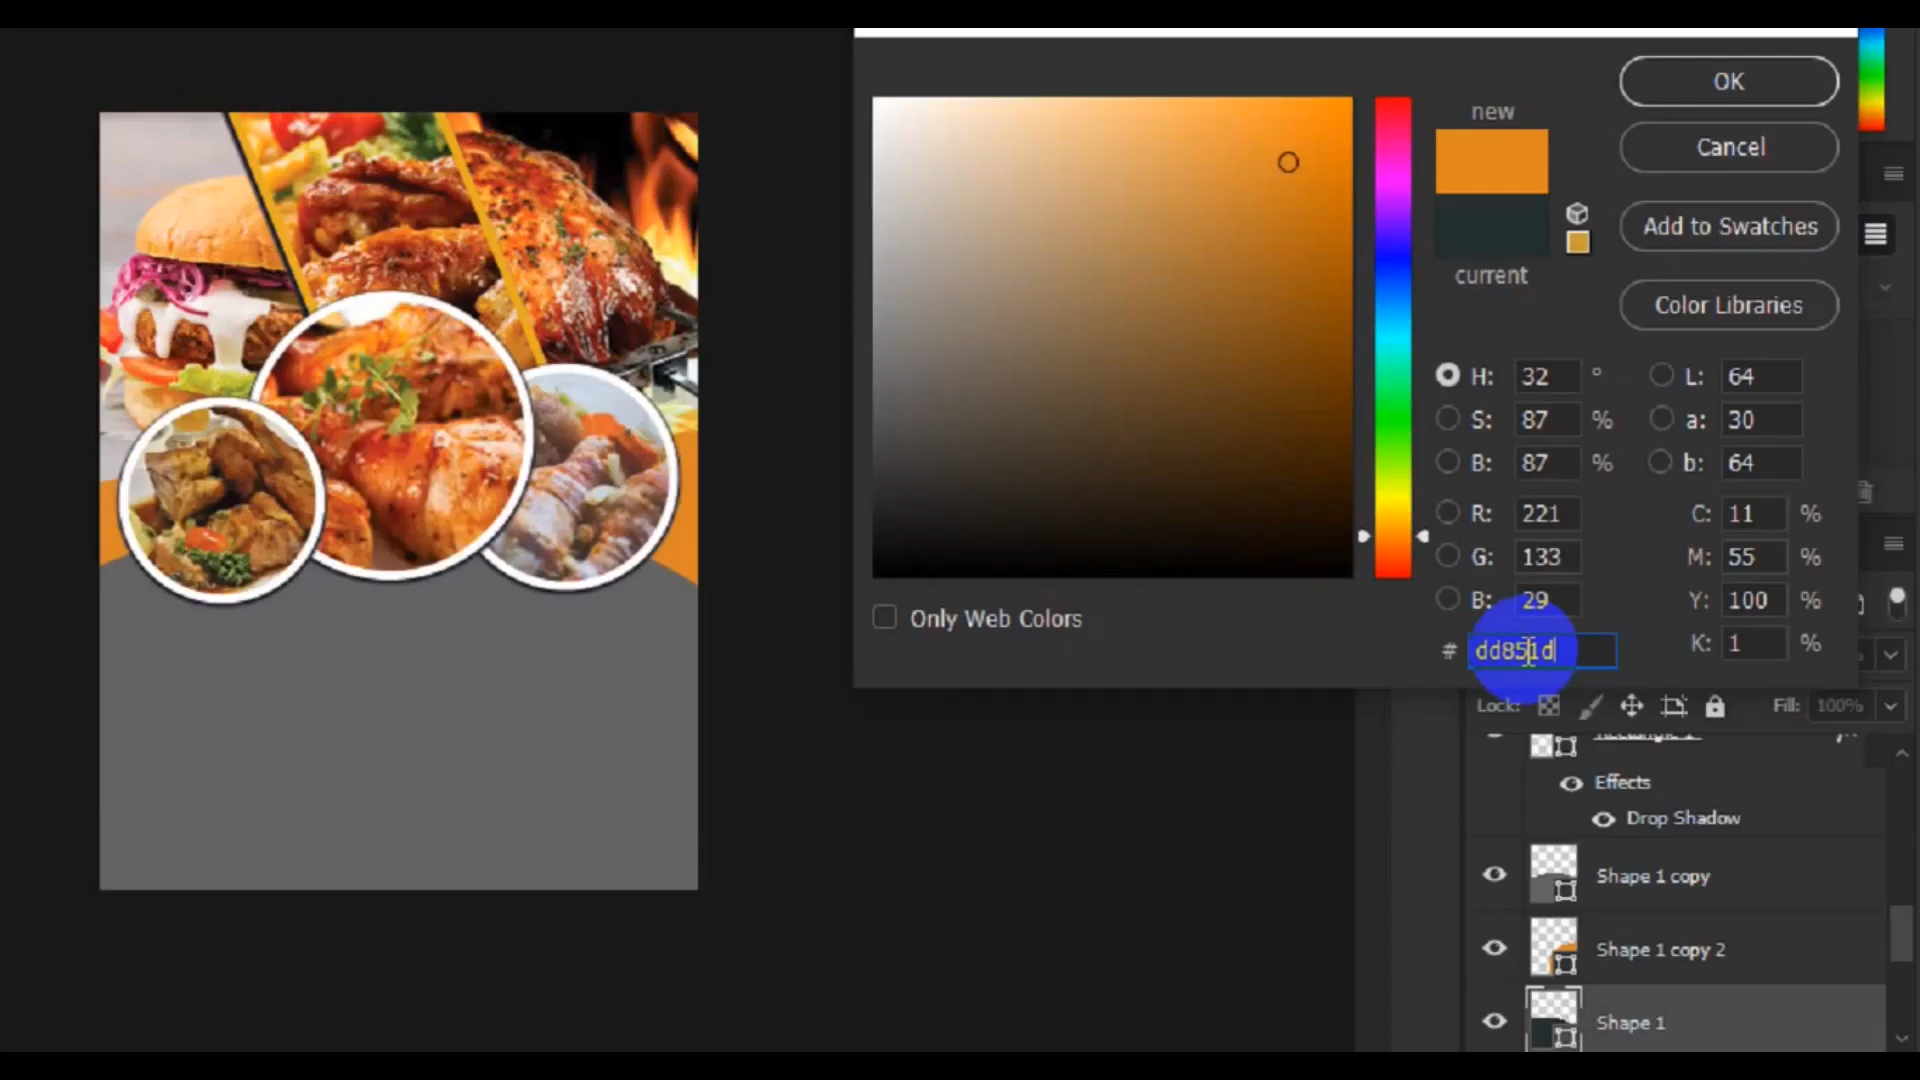 OK
new
Cancel
Add to Swatches
current
Color Libraries
H: 32 ° L: 64
S: 87 % a: 30
B: 87 % b: 64
R: 221 C: 11 %
G: 133 M: 55 %
B: 29 Y: 100 %
# dd851d K: 1 %
Only Web Colors
Lock: Fill: 100%
Effects
Drop Shadow
Shape 1 copy
Shape 1 copy 2
Shape 1